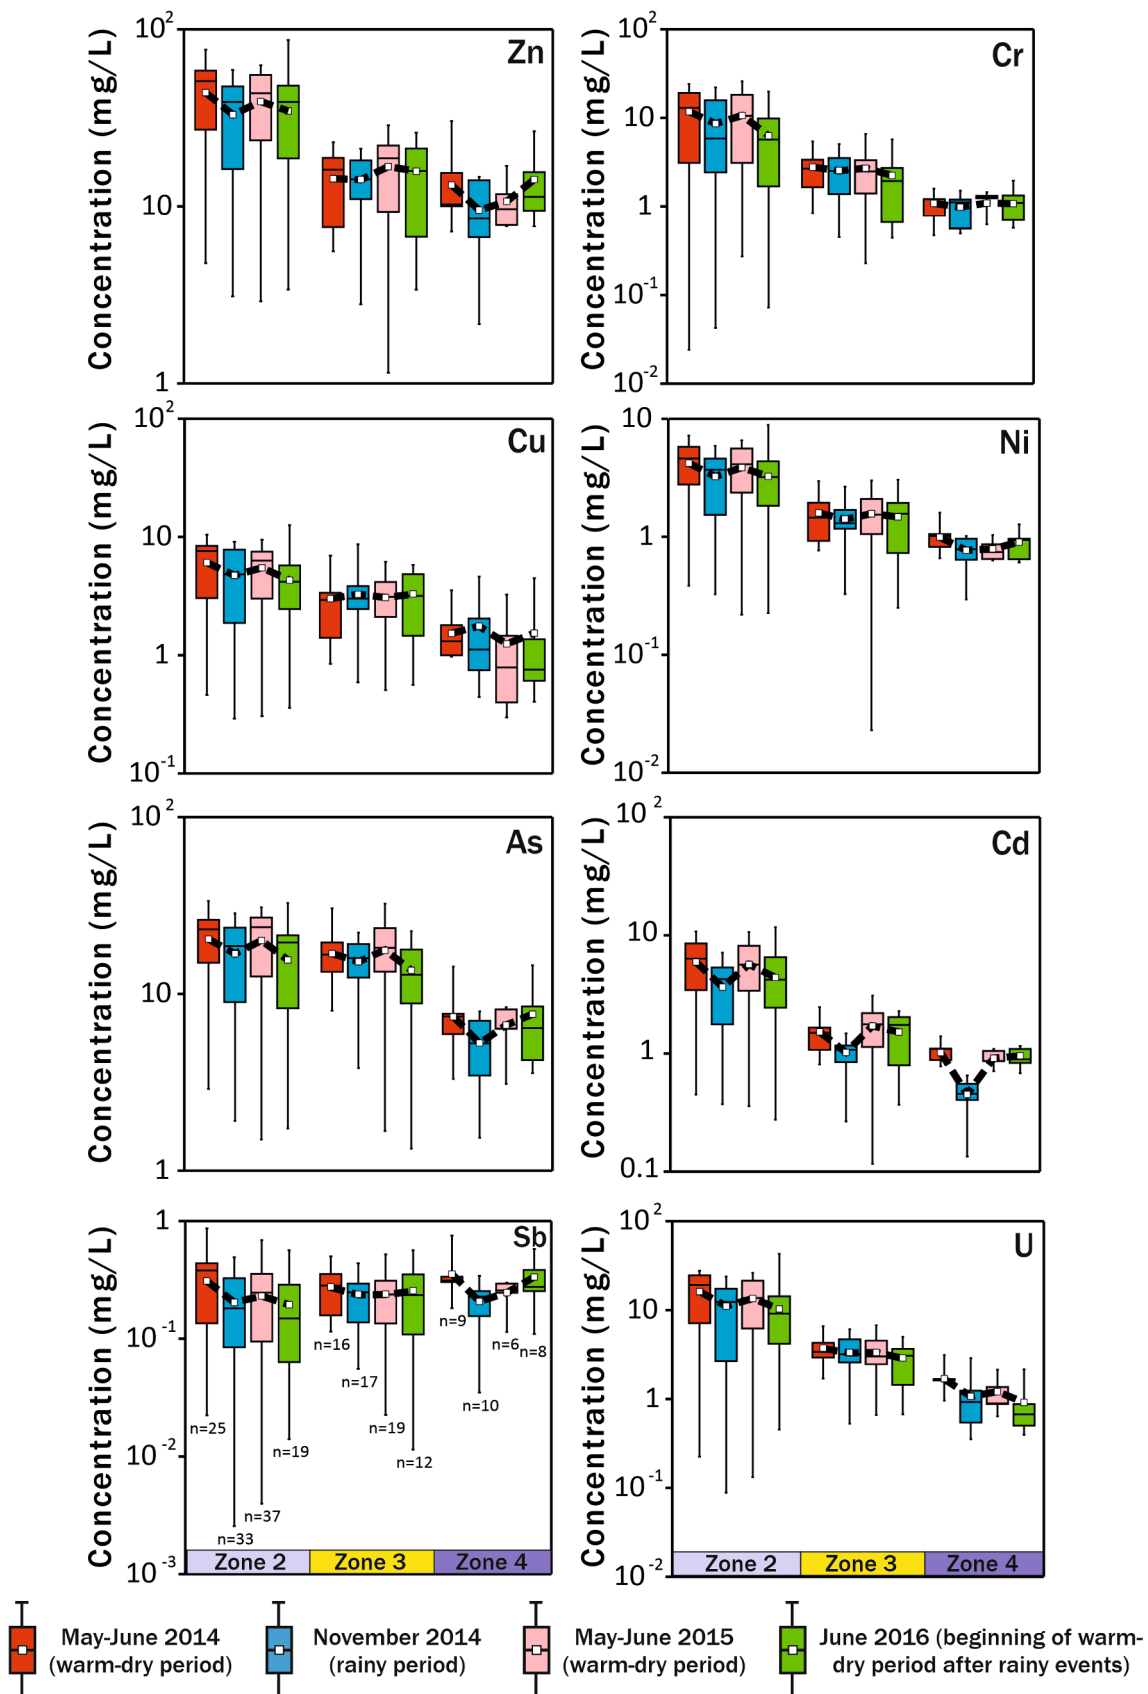 Concentration (mg/L)
10²
10
1
Zn
Concentration (mg/L)
10²
10
1
10⁻¹
10⁻²
Cr
Concentration (mg/L)
10²
10
1
10⁻¹
Cu
Concentration (mg/L)
10
1
10⁻¹
10⁻²
Ni
Concentration (mg/L)
10²
10
1
As
Concentration (mg/L)
10²
10
1
0.1
Cd
Concentration (mg/L)
1
10⁻¹
10⁻²
10⁻³
Sb
n=25
n=33
n=37
n=19
n=16
n=17
n=19
n=12
n=9
n=10
n=6
n=8
Zone 2
Zone 3
Zone 4
Concentration (mg/L)
10²
10
1
10⁻¹
10⁻²
U
Zone 2
Zone 3
Zone 4
May-June 2014
(warm-dry period)
November 2014
(rainy period)
May-June 2015
(warm-dry period)
June 2016 (beginning of warm-
dry period after rainy events)